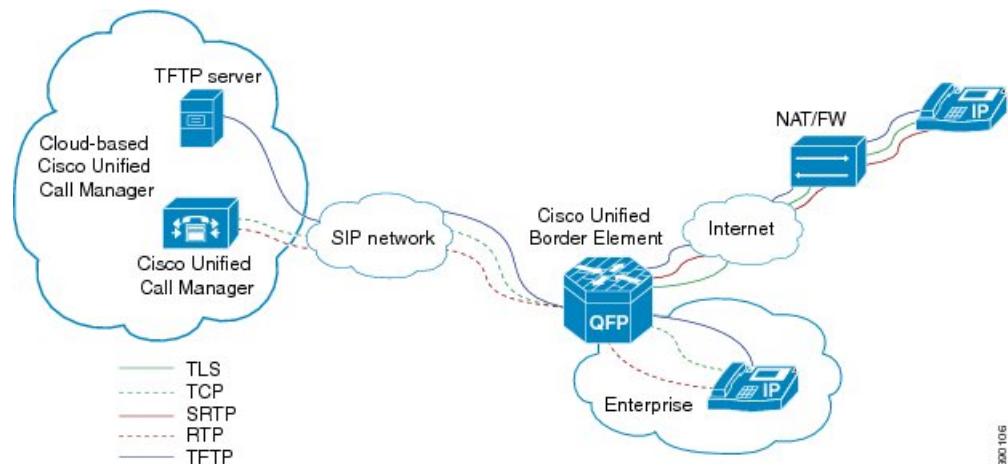 TFTP server
Cloud-based
Cisco Unified
Call Manager
Cisco Unified
Call Manager
SIP network
Cisco Unified
Border Element
QFP
Internet
NAT/FW
IP
Enterprise
IP
TLS
TCP
SRTP
RTP
TFTP